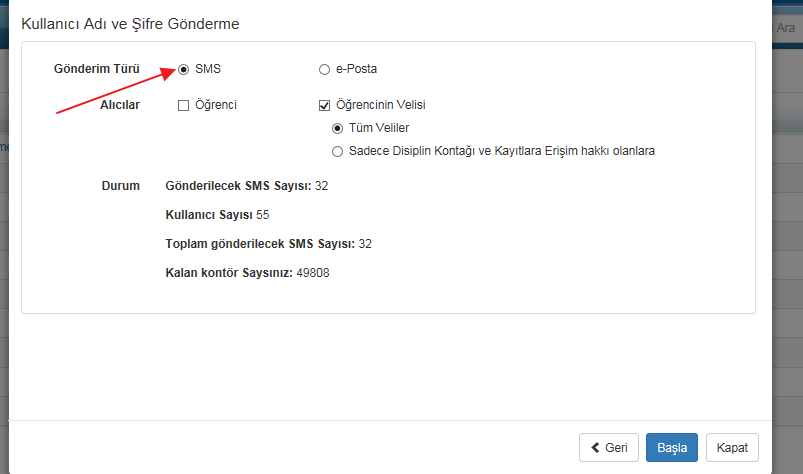 Kullanıcı Adı ve Şifre Gönderme
Ara
Gönderim Türü SMS e-Posta
Alıcılar Öğrenci Öğrencinin Velisi
Tüm Veliler
Sadece Disiplin Kontağı ve Kayıtlara Erişim hakkı olanlara
Durum Gönderilecek SMS Sayısı: 32
Kullanıcı Sayısı 55
Toplam gönderilecek SMS Sayısı: 32
Kalan kontör Saysınız: 49808
Geri Başla Kapat